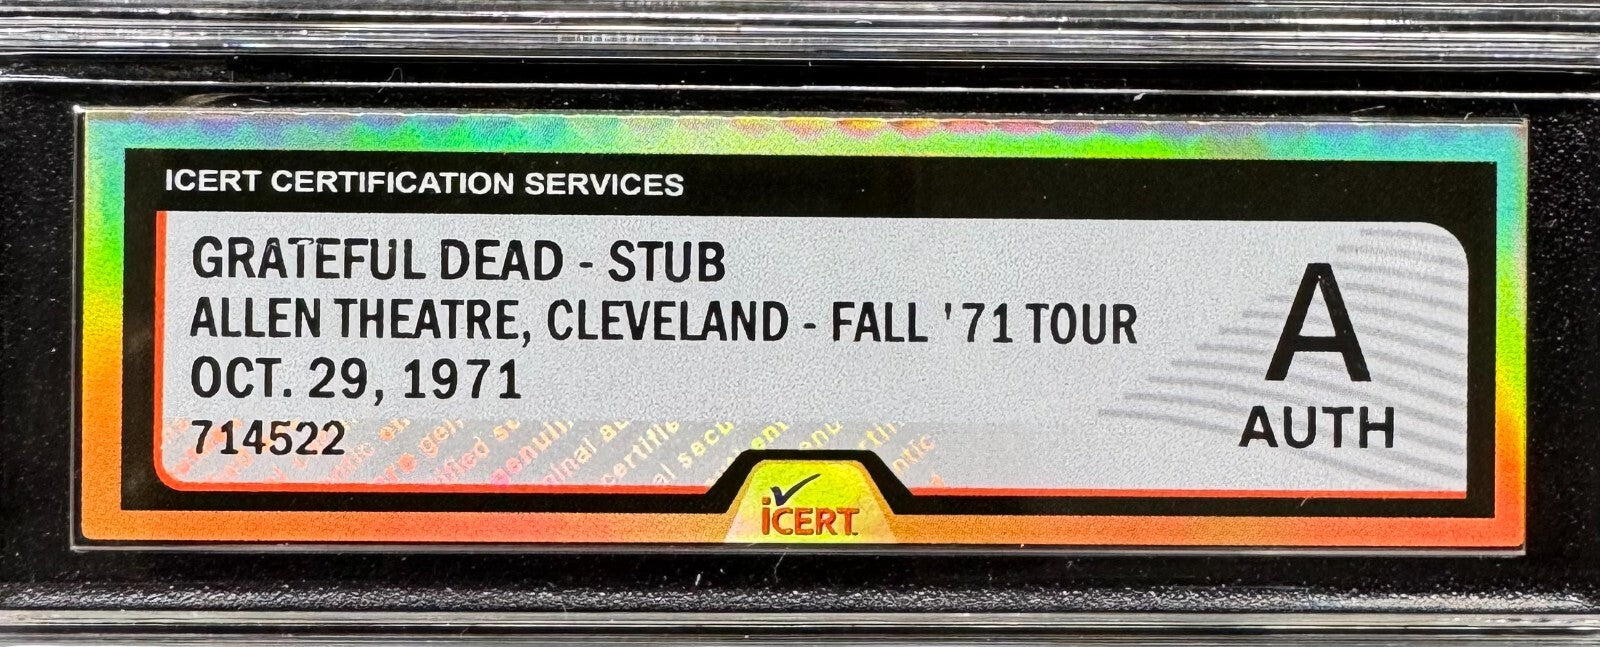 ICERT CERTIFICATION SERVICES
GRATEFUL DEAD - STUB
ALLEN THEATRE, CLEVELAND - FALL '71 TOUR
OCT. 29, 1971
714522
A
AUTH
iCERT